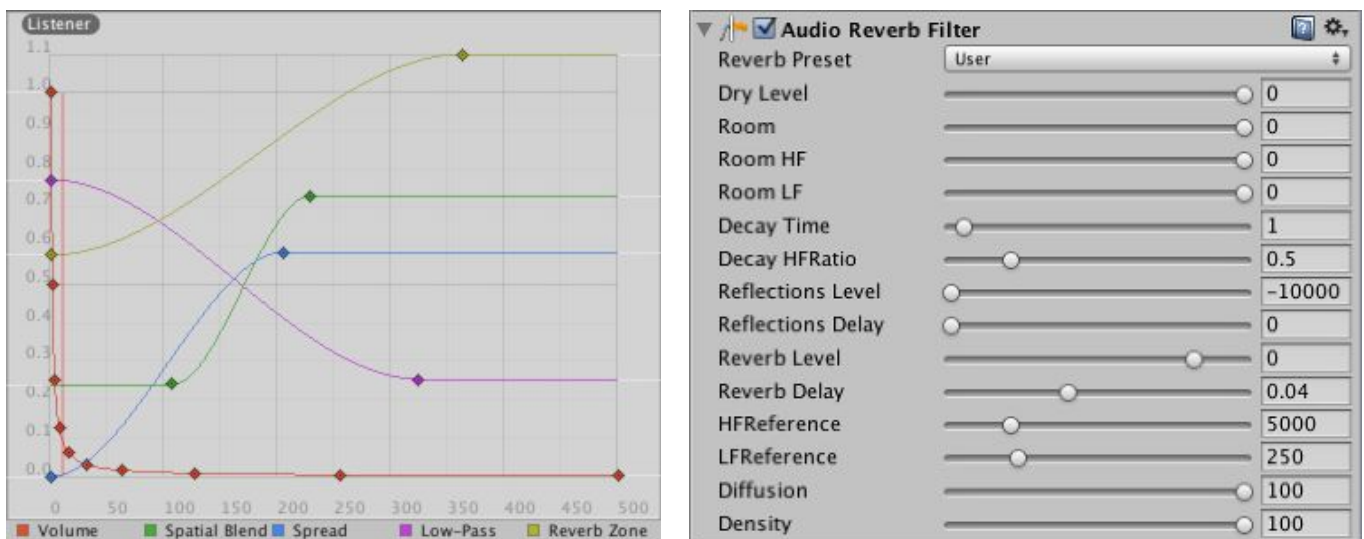 Listener
1.1
1.0
0.9
0.8
0.7
0.6
0.5
0.4
0.3
0.2
0.1
0.0
0 50 100 150 200 250 300 350 400 450 500
Volume Spatial Blend Spread Low-Pass Reverb Zone
Audio Reverb Filter
Reverb Preset User
Dry Level 0
Room 0
Room HF 0
Room LF 0
Decay Time 1
Decay HFRatio 0.5
Reflections Level -10000
Reflections Delay 0
Reverb Level 0
Reverb Delay 0.04
HFReference 5000
LFReference 250
Diffusion 100
Density 100